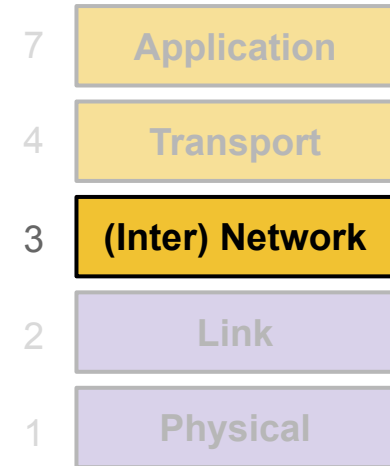 7 Application
4 Transport
3 (Inter) Network
2 Link
1 Physical